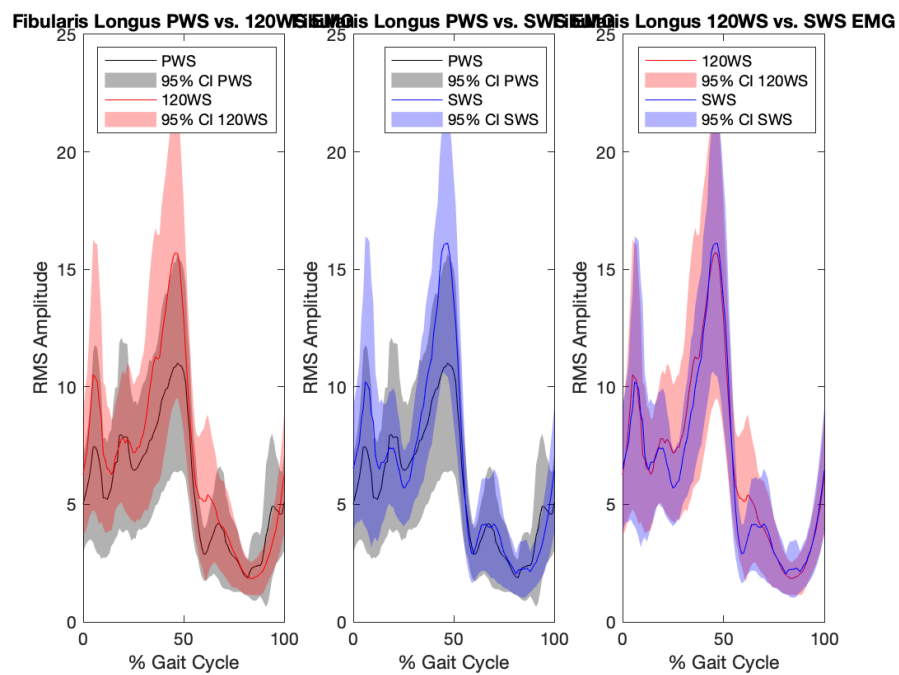 Fibularis Longus PWS vs. 120WS EMG
Fibularis Longus PWS vs. SWS EMG
Fibularis Longus 120WS vs. SWS EMG
PWS
95% CI PWS
120WS
95% CI 120WS
RMS Amplitude
25
20
15
10
5
0
0
50
100
% Gait Cycle
PWS
95% CI PWS
SWS
95% CI SWS
RMS Amplitude
25
20
15
10
5
0
0
50
100
% Gait Cycle
120WS
95% CI 120WS
SWS
95% CI SWS
RMS Amplitude
25
20
15
10
5
0
0
50
100
% Gait Cycle